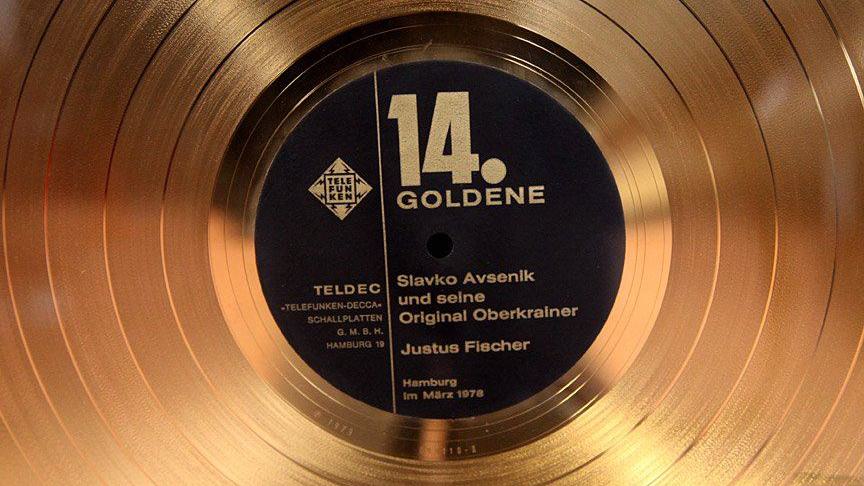 14.
GOLDENE
TELE
FUN
KEN
TELDEC
»TELEFUNKEN-DECCA«
SCHALLPLATTEN
G. M. B. H.
HAMBURG 19
Slavko Avsenik
und seine
Original Oberkrainer
Justus Fischer
Hamburg
im März 1978